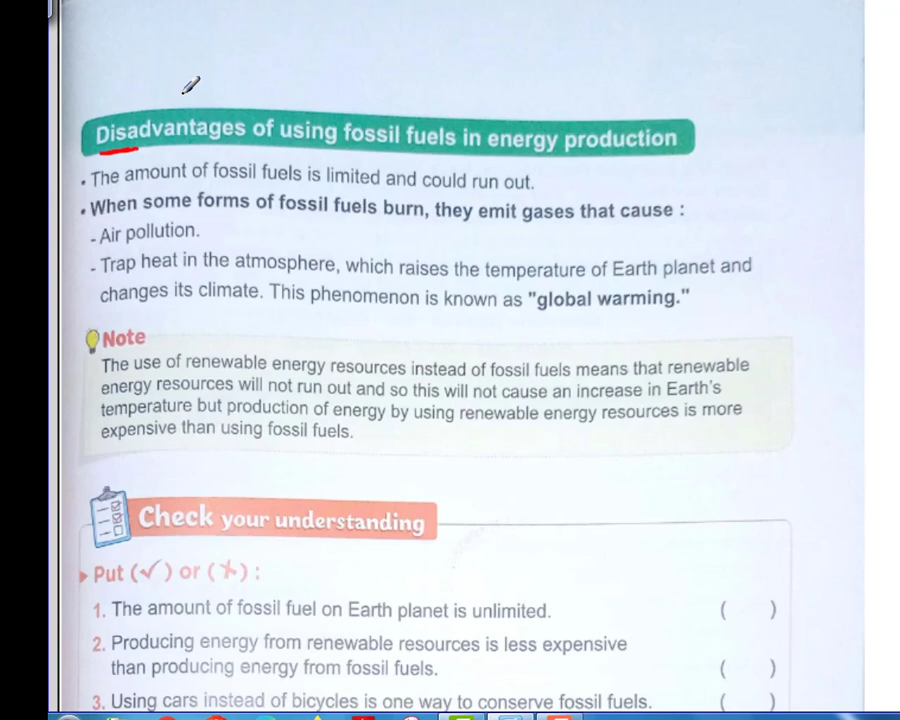 Disadvantages of using fossil fuels in energy production
• The amount of fossil fuels is limited and could run out.
• When some forms of fossil fuels burn, they emit gases that cause :
- Air pollution.
- Trap heat in the atmosphere, which raises the temperature of Earth planet and
changes its climate. This phenomenon is known as "global warming."
Note
The use of renewable energy resources instead of fossil fuels means that renewable
energy resources will not run out and so this will not cause an increase in Earth's
temperature but production of energy by using renewable energy resources is more
expensive than using fossil fuels.
Check your understanding
Put (✓) or (✗) :
1. The amount of fossil fuel on Earth planet is unlimited. ( )
2. Producing energy from renewable resources is less expensive
than producing energy from fossil fuels. ( )
3. Using cars instead of bicycles is one way to conserve fossil fuels. ( )